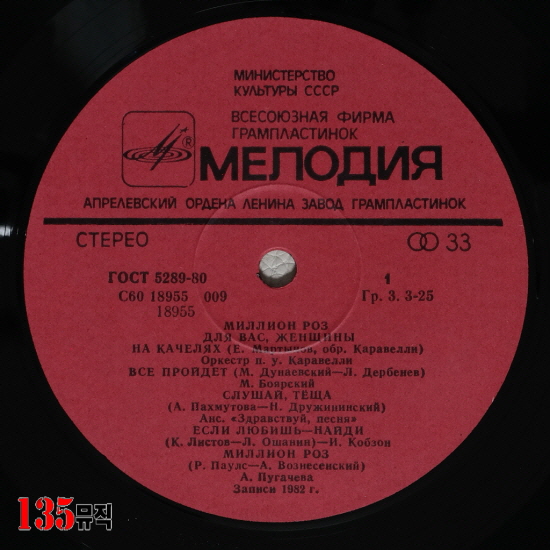 МИНИСТЕРСТВО
КУЛЬТУРЫ СССР
ВСЕСОЮЗНАЯ ФИРМА
ГРАМПЛАСТИНОК
® МЕЛОДИЯ
АПРЕЛЕВСКИЙ ОРДЕНА ЛЕНИНА ЗАВОД ГРАМПЛАСТИНОК
СТЕРЕО 33
ГОСТ 5289-80 1
С60 18955 009 Гр. 3. 3-25
18955
МИЛЛИОН РОЗ
ДЛЯ ВАС, ЖЕНЩИНЫ
НА КАЧЕЛЯХ (Е. Мартынов, обр. Каравелли)
Оркестр п. у. Каравелли
ВСЕ ПРОЙДЕТ (М. Дунаевский—Л. Дербенев)
М. Боярский
СЛУШАЙ, ТЁЩА
(А. Пахмутова—Н. Дружининский)
Анс. «Здравствуй, песня»
ЕСЛИ ЛЮБИШЬ—НАЙДИ
(К. Листов—Л. Ошанин)—И. Кобзон
МИЛЛИОН РОЗ
(Р. Паулс—А. Вознесенский)
А. Пугачева
Записи 1982 г.
135뮤직